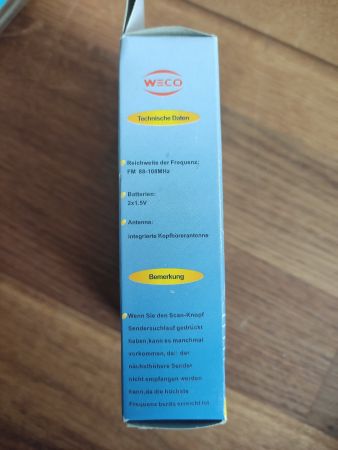 WECO
Technische Daten
Reichweite der Frequenz:
FM 88-108MHz
Batterien:
2x1.5V
Antenne:
integrierte Kopfhörerantenne
Bemerkung
Wenn Sie den Scan-Knopf
Sendersuchlauf gedrückt
haben,kann es manchmal
vorkommen, daß der
nächsthöhere Sender
nicht empfangen werden
kann,da die höchste
Frequenz bereits erreicht ist